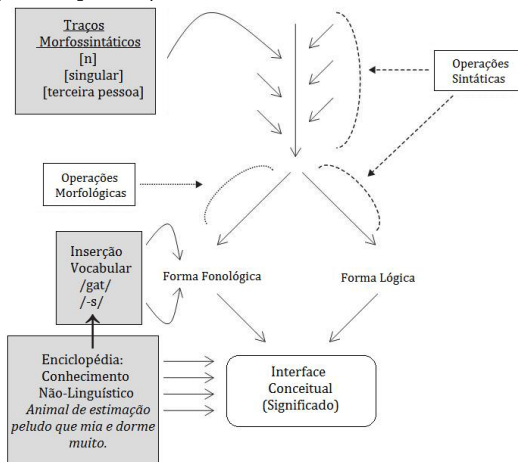 Traços
Morfossintáticos
[n]
[singular]
[terceira pessoa]
Operações
Sintáticas
Operações
Morfológicas
Inserção
Vocabular
/gat/
/-s/
Forma Fonológica
Forma Lógica
Enciclopédia:
Conhecimento
Não-Linguístico
Animal de estimação
peludo que mia e dorme
muito.
Interface
Conceitual
(Significado)